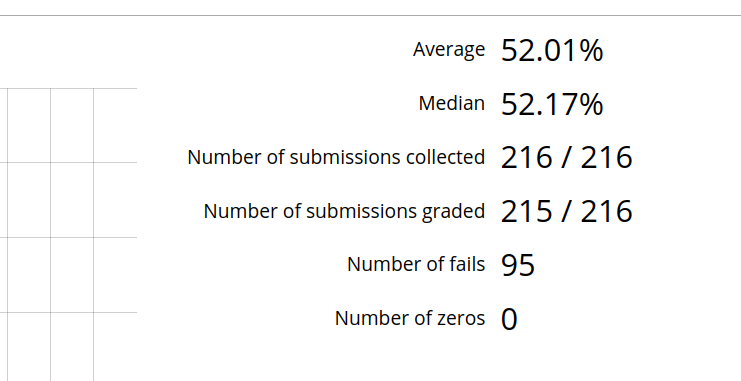 Average 52.01%
Median 52.17%
Number of submissions collected 216 / 216
Number of submissions graded 215 / 216
Number of fails 95
Number of zeros 0